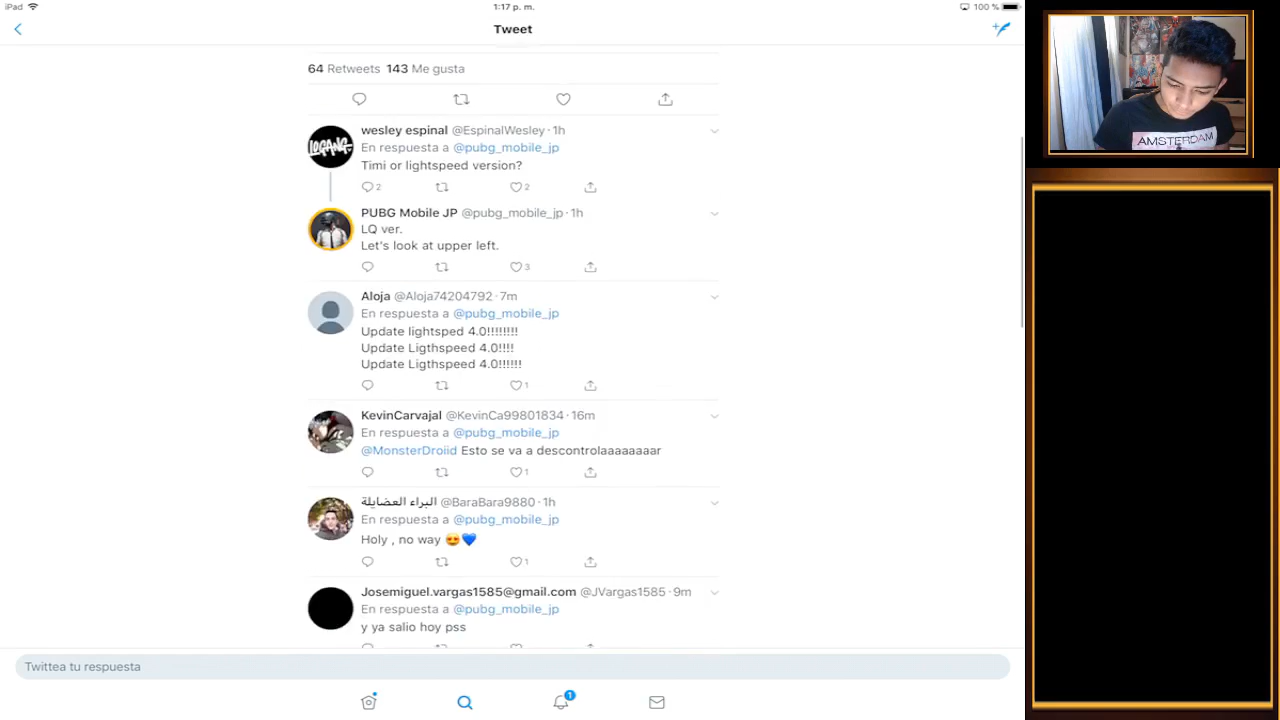 iPad 1:17 p. m. 100 %
Tweet
64 Retweets 143 Me gusta
wesley espinal @EspinalWesley · 1h
En respuesta a @pubg_mobile_jp
Timi or lightspeed version?
2 2
PUBG Mobile JP @pubg_mobile_jp · 1h
LQ ver.
Let's look at upper left.
3
Aloja @Aloja74204792 · 7m
En respuesta a @pubg_mobile_jp
Update lightsped 4.0!!!!!!!!
Update Ligthspeed 4.0!!!!
Update Ligthspeed 4.0!!!!!!
1
KevinCarvajal @KevinCa99801834 · 16m
En respuesta a @pubg_mobile_jp
@MonsterDroiid Esto se va a descontrolaaaaaaaar
1
البراء العضايلة @BaraBara9880 · 1h
En respuesta a @pubg_mobile_jp
Holy , no way 😍💙
1
Josemiguel.vargas1585@gmail.com @JVargas1585 · 9m
En respuesta a @pubg_mobile_jp
y ya salio hoy pss
Twittea tu respuesta
1
LOGANG
AMSTERDAM